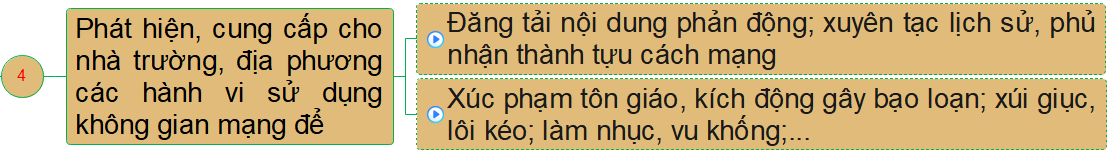 4
Phát hiện, cung cấp cho
nhà trường, địa phương
các hành vi sử dụng
không gian mạng để
Đăng tải nội dung phản động; xuyên tạc lịch sử, phủ
nhận thành tựu cách mạng
Xúc phạm tôn giáo, kích động gây bạo loạn; xúi giục,
lôi kéo; làm nhục, vu khống;...